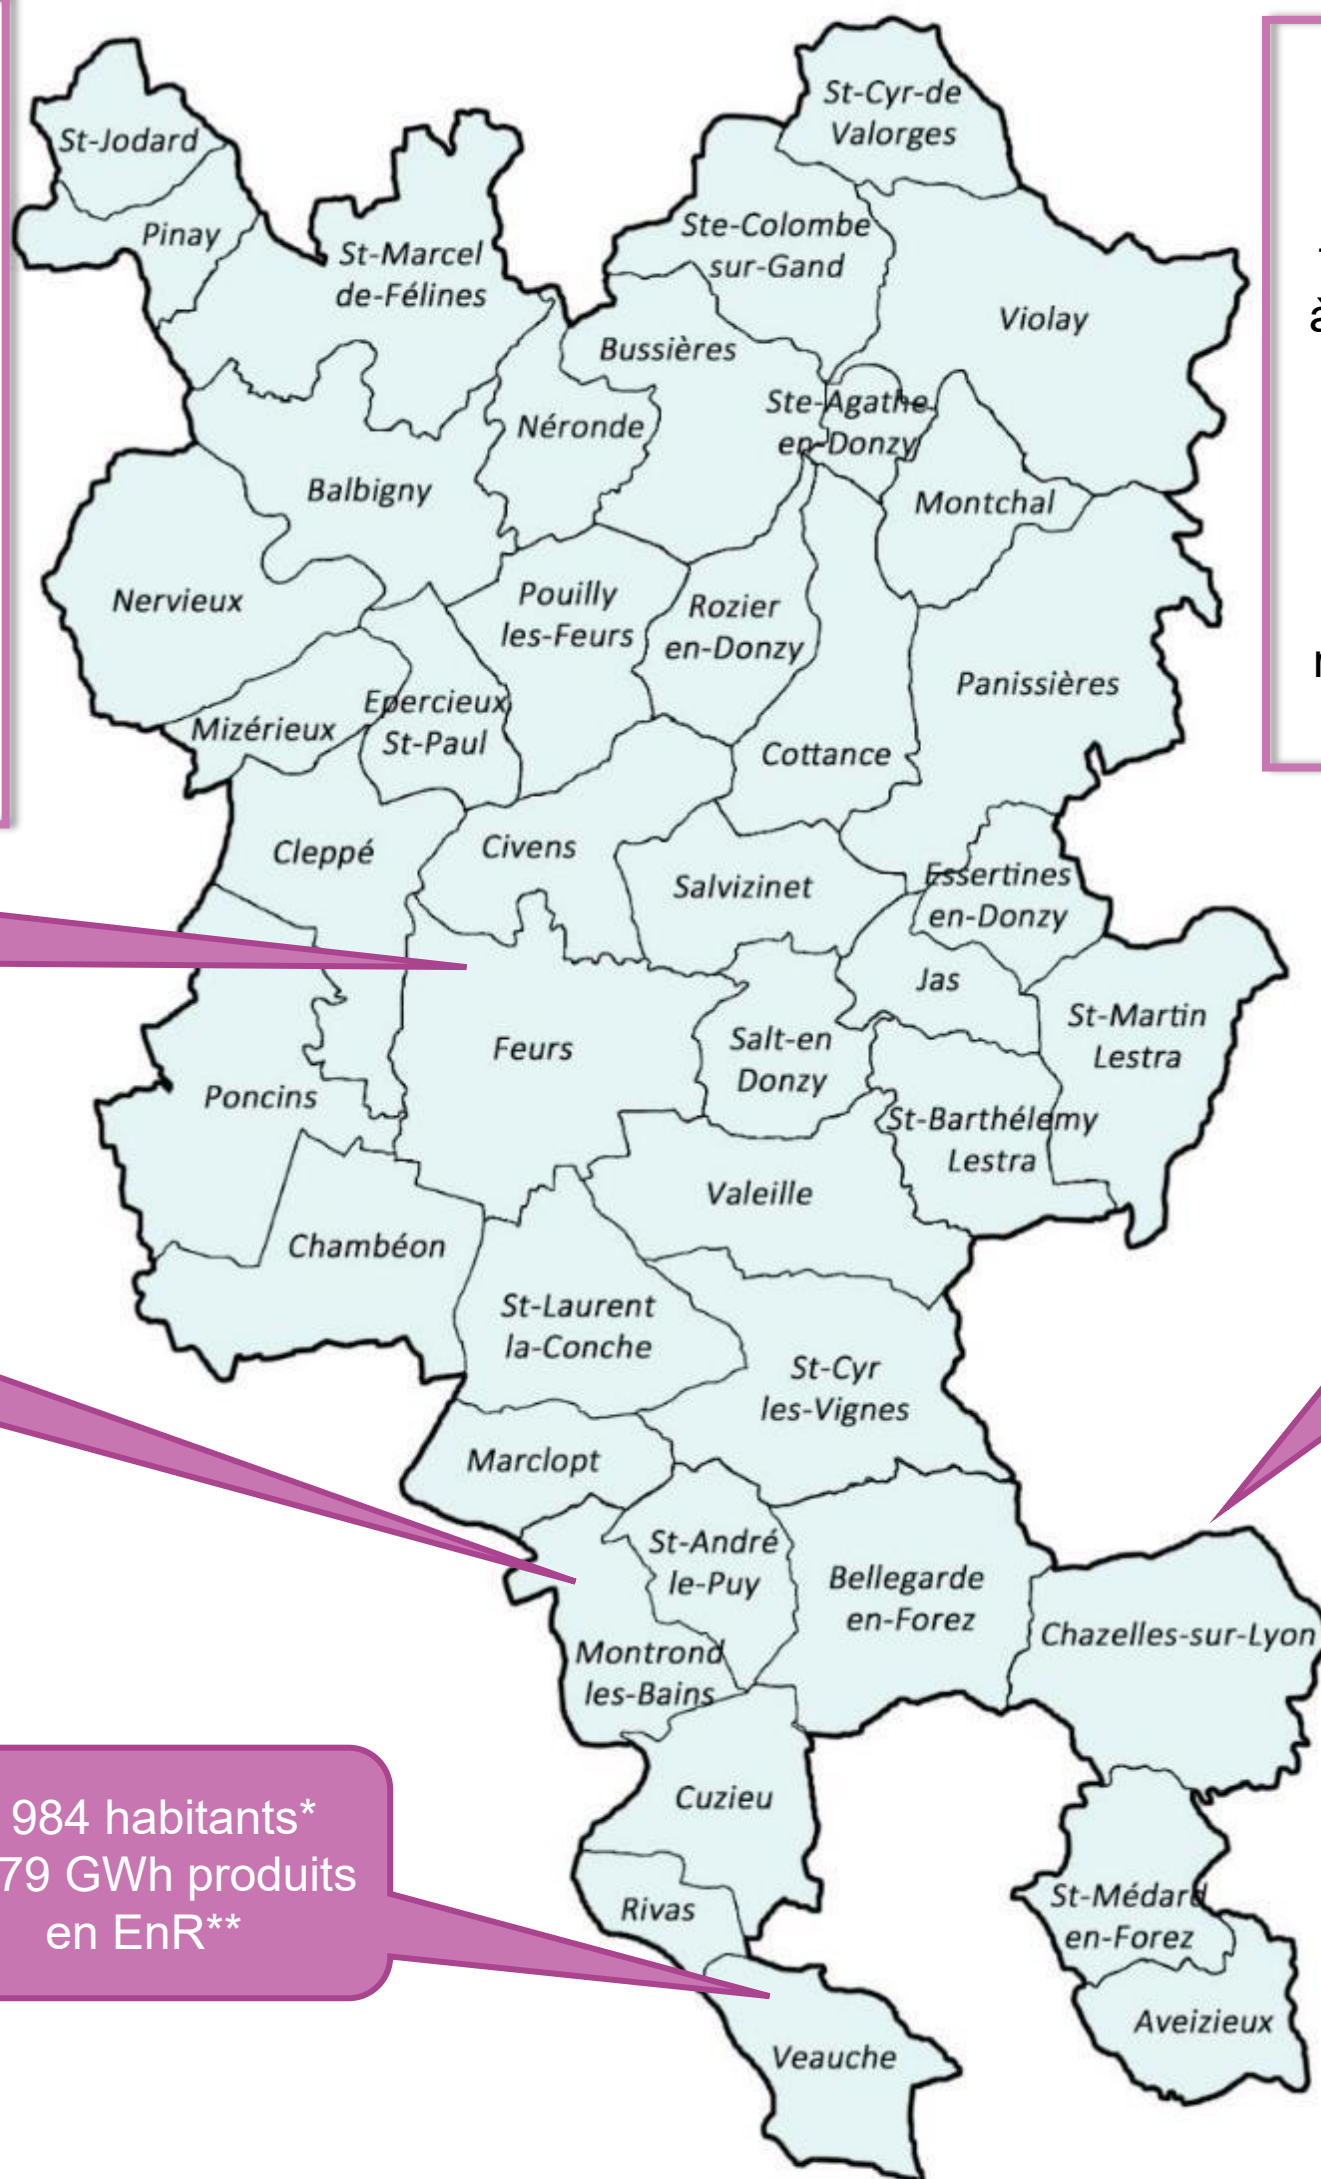 St-Cyr-de
Valorges
St-Jodard
Pinay
Ste-Colombe
sur-Gand
St-Marcel
de-Félines
Violay
à
Bussières
Ste-Agathe
en-Donzy
Néronde
Balbigny
Montchal
Nervieux
Pouilly
les-Feurs
Rozier
en-Donzy
Panissières
Epercieux
St-Paul
Mizérieux
Cottance
Cleppé
Civens
Salvizinet
Essertines
en-Donzy
Jas
St-Martin
Lestra
Feurs
Salt-en
Donzy
Poncins
St-Barthélemy
Lestra
Valeille
Chambéon
St-Laurent
la-Conche
St-Cyr
les-Vignes
Marclopt
St-André
le-Puy
Bellegarde
en-Forez
Chazelles-sur-Lyon
Montrond
les-Bains
Cuzieu
984 habitants*
79 GWh produits
en EnR**
Rivas
St-Médard
en-Forez
Aveizieux
Veauche